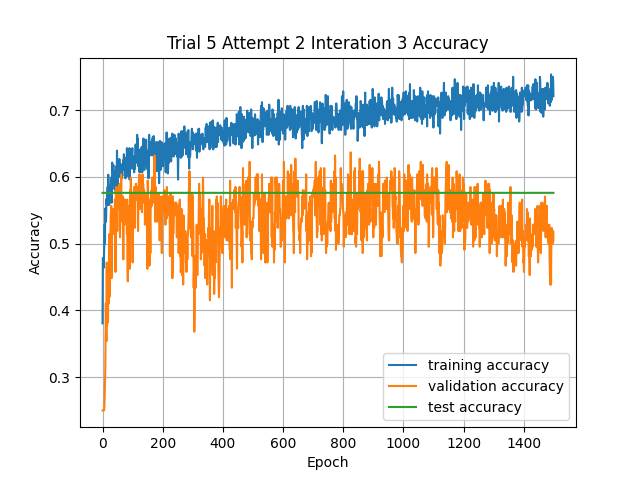 Trial 5 Attempt 2 Interation 3 Accuracy
0.7
0.6
0.5
0.4
0.3
Accuracy
training accuracy
validation accuracy
test accuracy
0 200 400 600 800 1000 1200 1400
Epoch